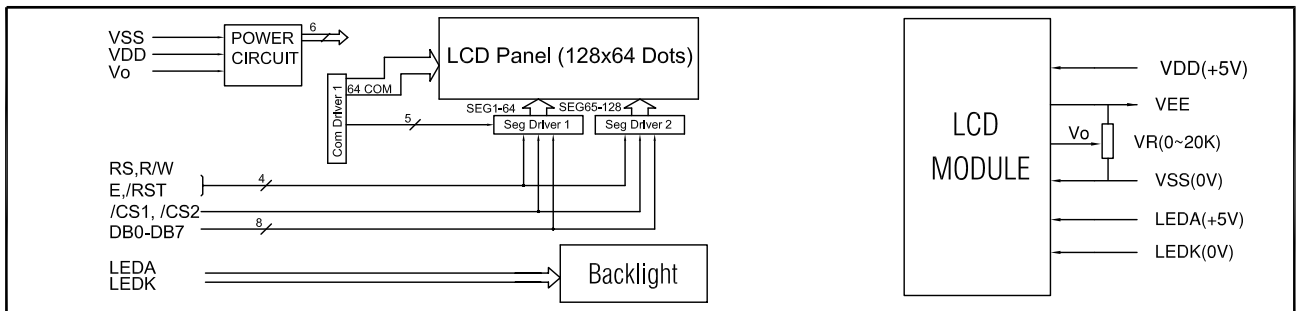 VSS
VDD
Vo
POWER
CIRCUIT
6
LCD Panel (128x64 Dots)
Com Driver 1
64 COM
SEG1-64
SEG65-128
5
Seg Driver 1
Seg Driver 2
RS,R/W
E,/RST
4
/CS1, /CS2
DB0-DB7
8
LEDA
LEDK
Backlight
LCD
MODULE
VDD(+5V)
VEE
Vo
VR(0~20K)
VSS(0V)
LEDA(+5V)
LEDK(0V)